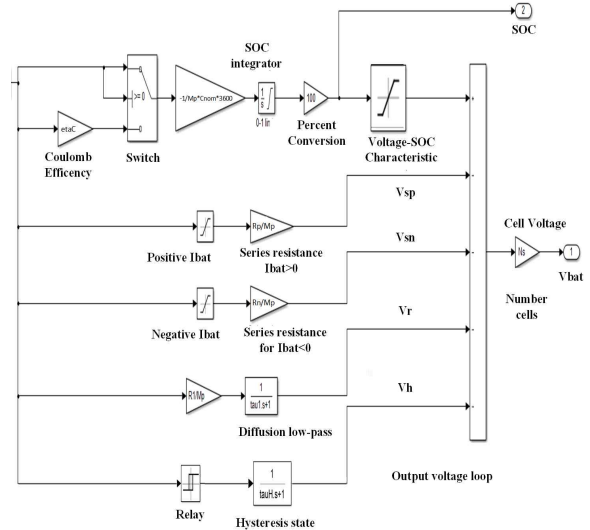 2
SOC
SOC
integrator
>= 0
-1/Mp*Cnom*3600
1
s
0-1 lin
100
etaC
Percent
Conversion
Voltage-SOC
Characteristic
Coulomb
Efficency
Switch
Vsp
Rp/Mp
Positive Ibat
Series resistance
Ibat>0
Vsn
Cell Voltage
Ns
1
Vbat
Number
cells
Rn/Mp
Negative Ibat
Series resistance
for Ibat<0
Vr
R1/Mp
1
tau1.s+1
Vh
Diffusion low-pass
Relay
1
tauH.s+1
Hysteresis state
Output voltage loop